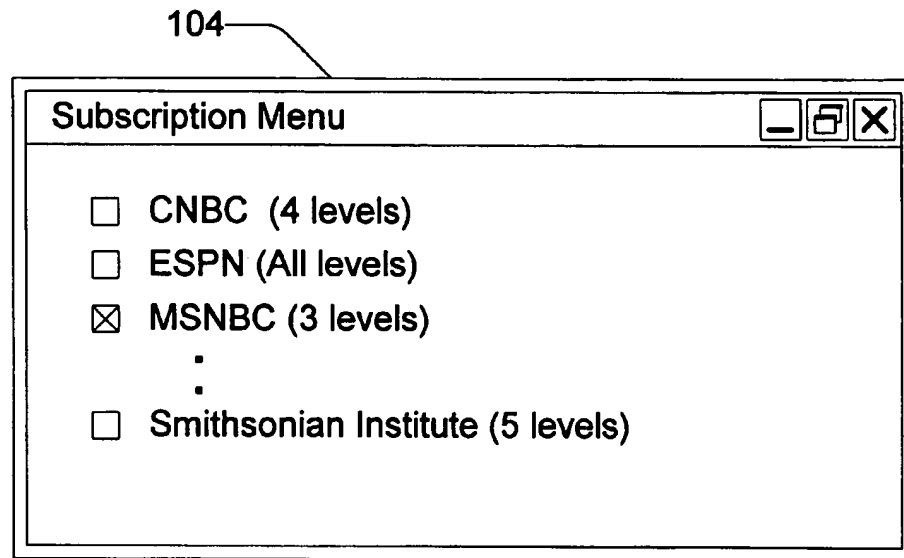 104
Subscription Menu
CNBC (4 levels)
ESPN (All levels)
MSNBC (3 levels)
Smithsonian Institute (5 levels)